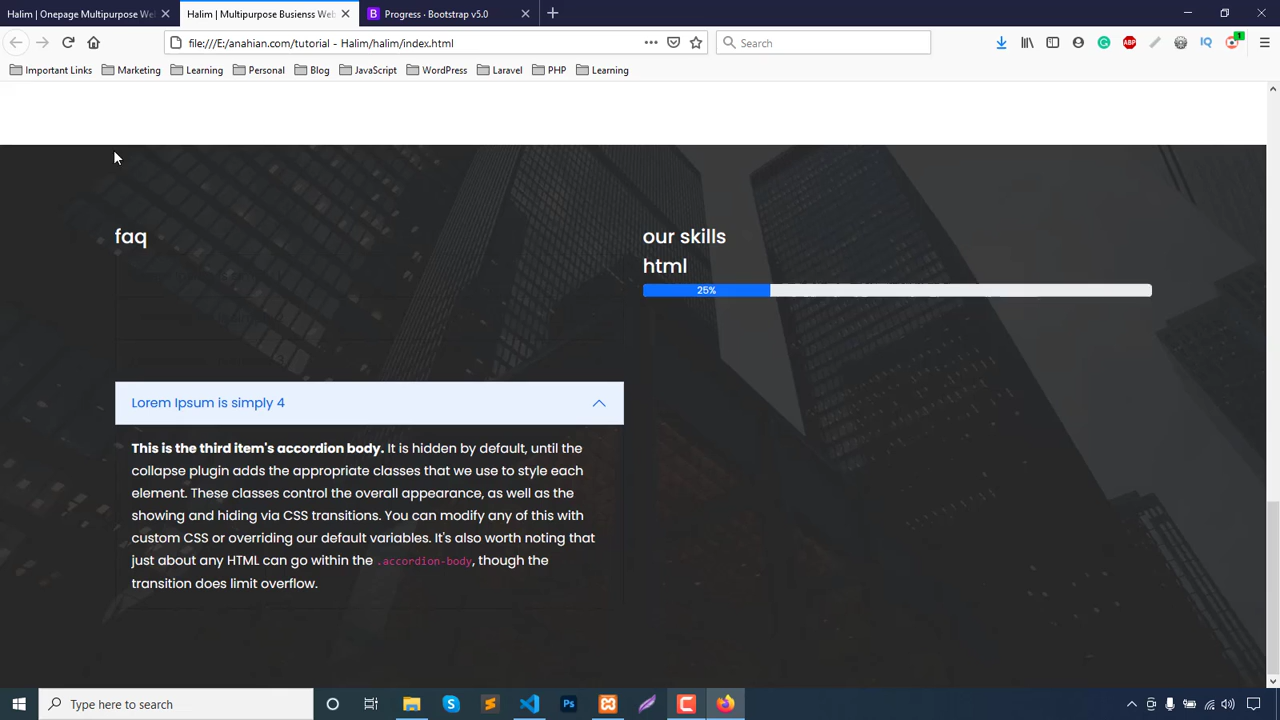 Halim | Onepage Multipurpose We
Halim | Multipurpose Busienss Web
Progress · Bootstrap v5.0
file:///E:/anahian.com/tutorial - Halim/halim/index.html
Search
ABP
IQ
1
Important Links
Marketing
Learning
Personal
Blog
JavaScript
WordPress
Laravel
PHP
Learning
faq
Lorem Ipsum is simply 4
This is the third item's accordion body. It is hidden by default, until the
collapse plugin adds the appropriate classes that we use to style each
element. These classes control the overall appearance, as well as the
showing and hiding via CSS transitions. You can modify any of this with
custom CSS or overriding our default variables. It's also worth noting that
just about any HTML can go within the .accordion-body, though the
transition does limit overflow.
our skills
html
25%
Type here to search